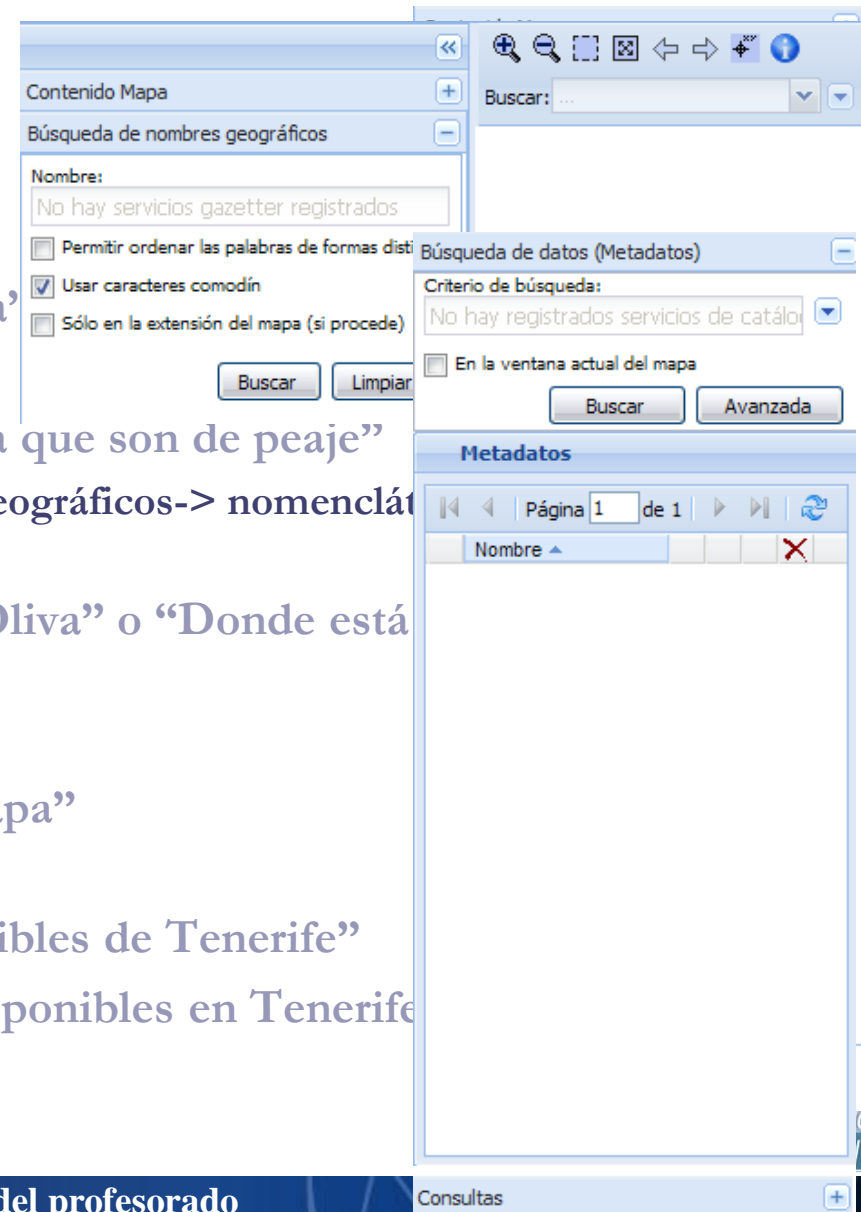 Contenido Mapa
Buscar: ...
Búsqueda de nombres geográficos
Nombre:
No hay servicios gazetter registrados
Permitir ordenar las palabras de formas disti
Usar caracteres comodín
Sólo en la extensión del mapa (si procede)
Buscar Limpiar
Búsqueda de datos (Metadatos)
Criterio de búsqueda:
No hay registrados servicios de catálo
En la ventana actual del mapa
Buscar Avanzada
Metadatos
Página 1 de 1
Nombre
a que son de peaje”
eográficos-> nomenclát
Oliva” o “Donde está
apa”
ibles de Tenerife”
ponibles en Tenerife
del profesorado
Consultas